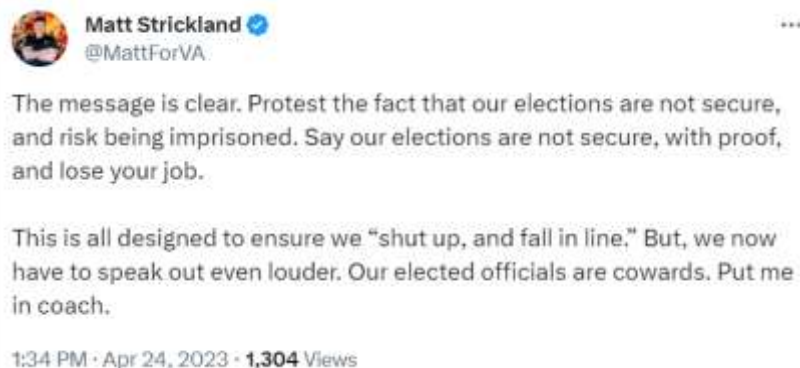 Matt Strickland
@MattForVA
The message is clear. Protest the fact that our elections are not secure,
and risk being imprisoned. Say our elections are not secure, with proof,
and lose your job.
This is all designed to ensure we “shut up, and fall in line.” But, we now
have to speak out even louder. Our elected officials are cowards. Put me
in coach.
1:34 PM · Apr 24, 2023 · 1,304 Views